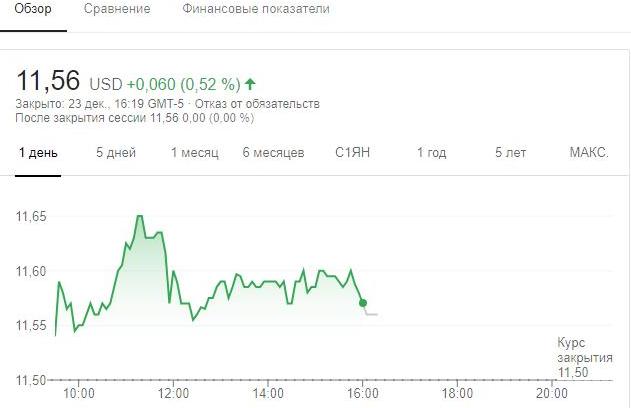 Обзор Сравнение Финансовые показатели
11,56 USD +0,060 (0,52 %)
Закрыто: 23 дек., 16:19 GMT-5 · Отказ от обязательств
После закрытия сессии 11,56 0,00 (0,00 %)
1 день 5 дней 1 месяц 6 месяцев С1ЯН 1 год 5 лет МАКС.
11,65
11,60
11,55
11,50
Курс
закрытия
11,50
10:00 12:00 14:00 16:00 18:00 20:00